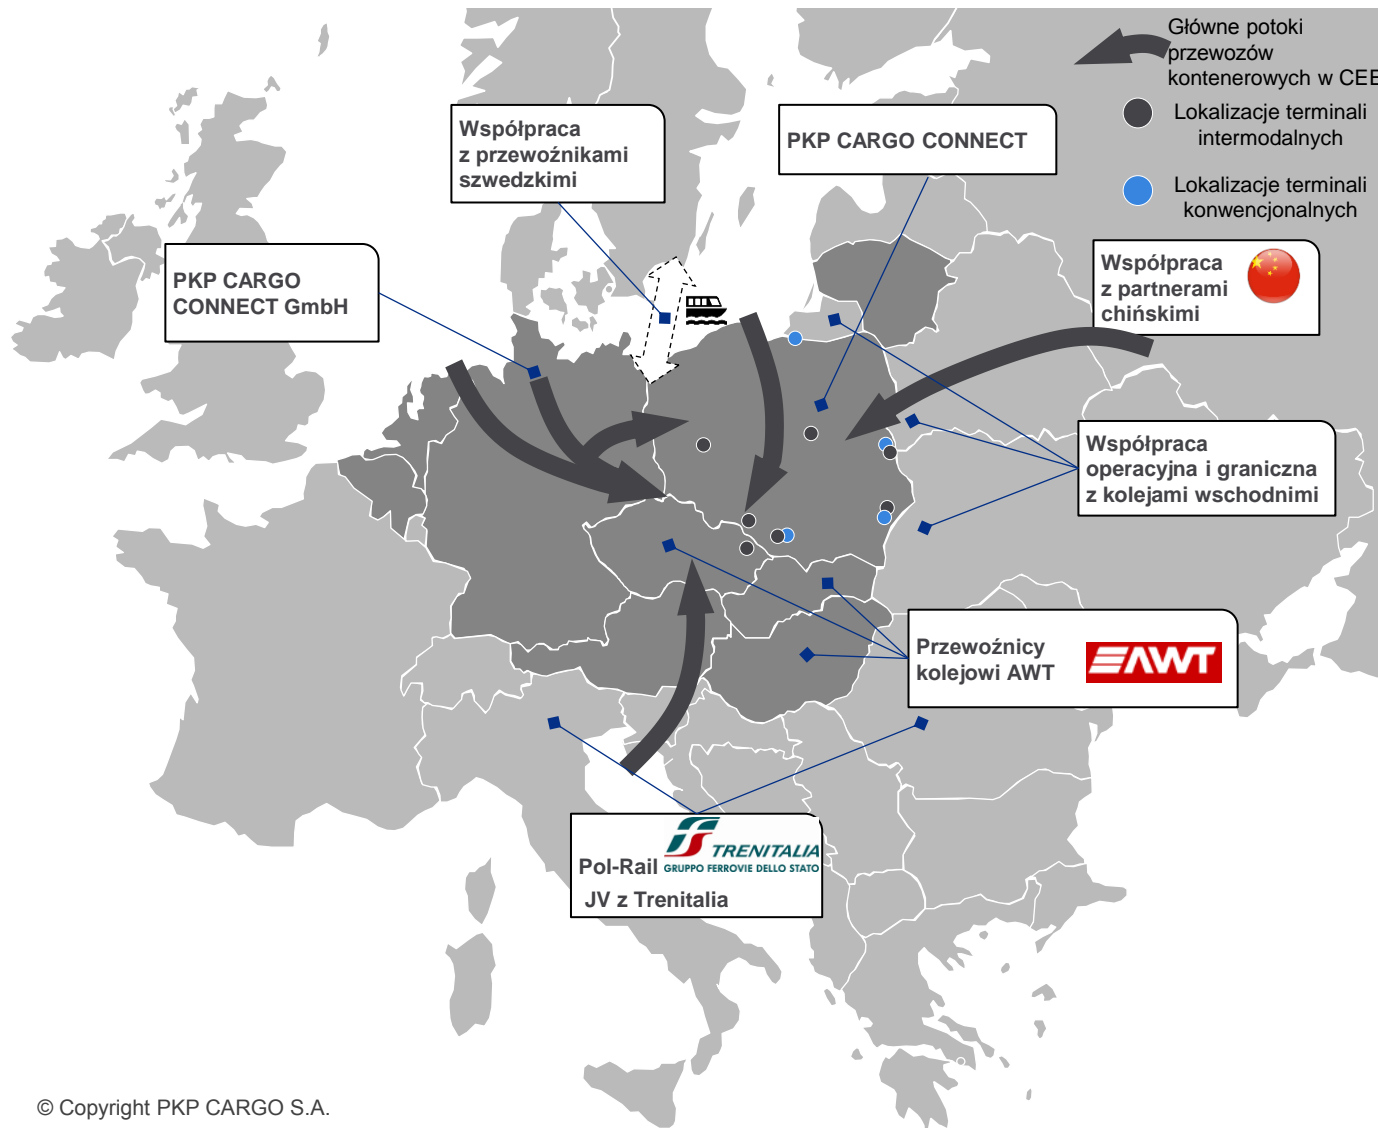 Główne potoki
przewozów
kontenerowych w CEE
Lokalizacje terminali
intermodalnych
Lokalizacje terminali
konwencjonalnych
Współpraca
z przewoźnikami
szwedzkimi
PKP CARGO CONNECT
PKP CARGO
CONNECT GmbH
Współpraca
z partnerami
chińskimi
Współpraca
operacyjna i graniczna
z kolejami wschodnimi
Przewoźnicy
kolejowi AWT
AWT
Pol-Rail
TRENITALIA
GRUPPO FERROVIE DELLO STATO
JV z Trenitalia
© Copyright PKP CARGO S.A.